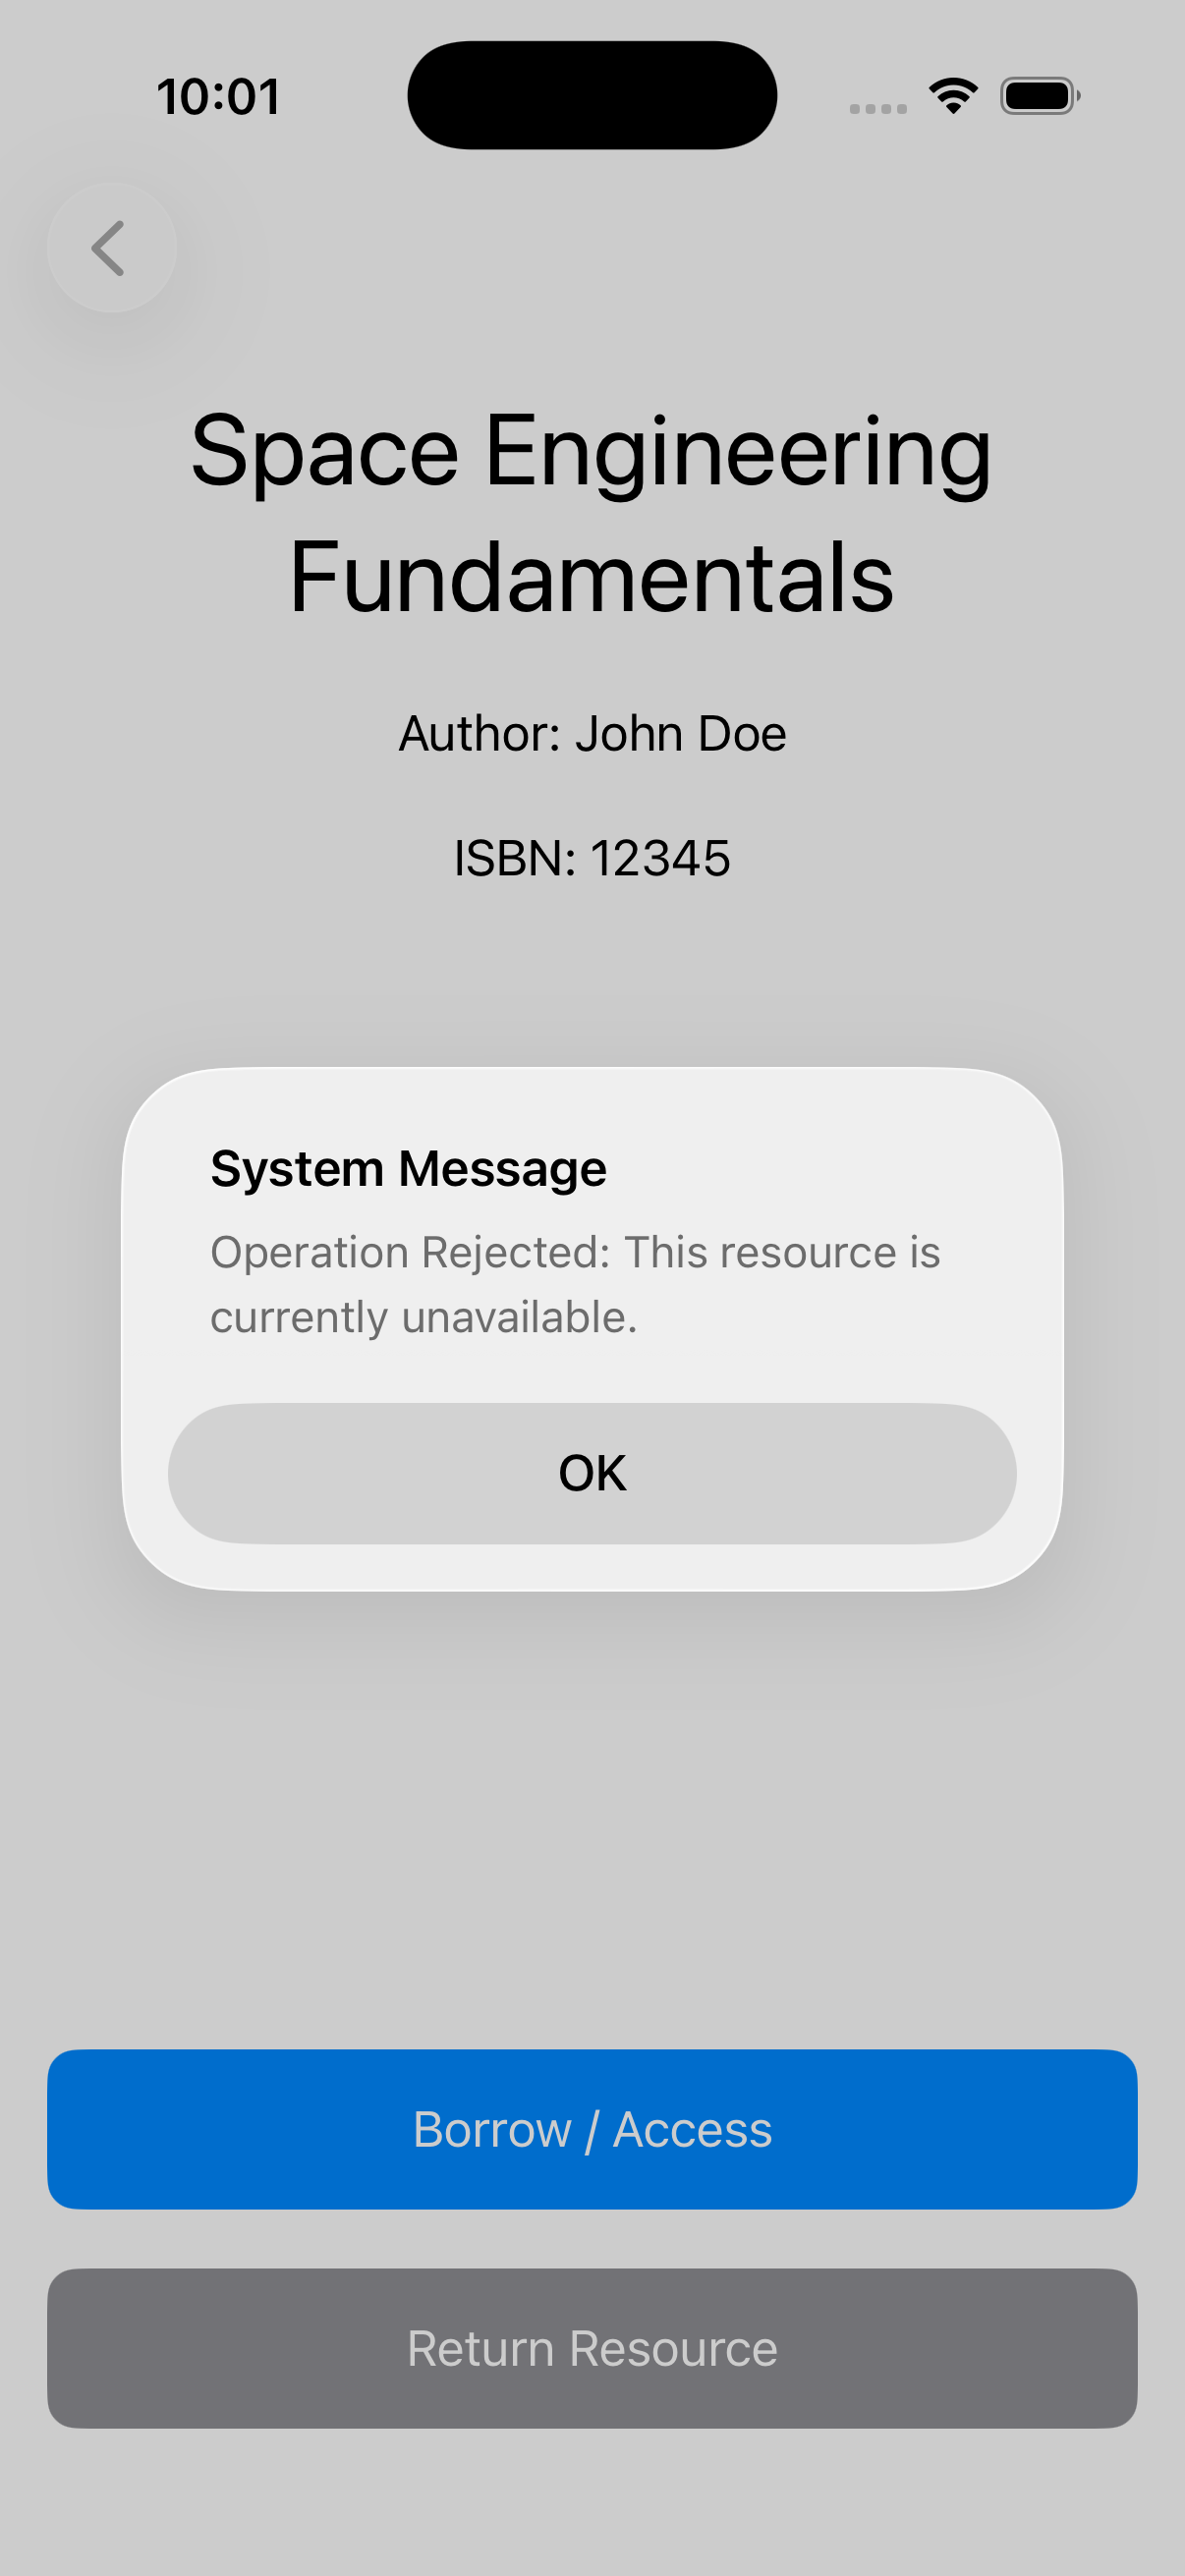 10:01
Space Engineering
Fundamentals
Author: John Doe
ISBN: 12345
System Message
Operation Rejected: This resource is
currently unavailable.
OK
Borrow / Access
Return Resource